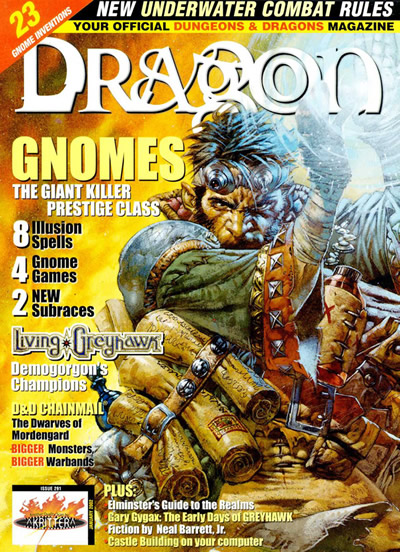 23
GNOME INVENTIONS
NEW UNDERWATER COMBAT RULES
YOUR OFFICIAL DUNGEONS & DRAGONS MAGAZINE
DRAGON
GNOMES
THE GIANT KILLER
PRESTIGE CLASS
8 Illusion
Spells
4 Gnome
Games
2 NEW
Subraces
Living Greyhawk
Demogorgon's
Champions
D&D CHAINMAIL
The Dwarves of
Mordengard
BIGGER Monsters,
BIGGER Warbands
ISSUE 291
JANUARY 2002
PLUS:
Elminster's Guide to the Realms
Gary Gygax: The Early Days of GREYHAWK
Fiction by Neal Barrett, Jr.
Castle Building on your computer